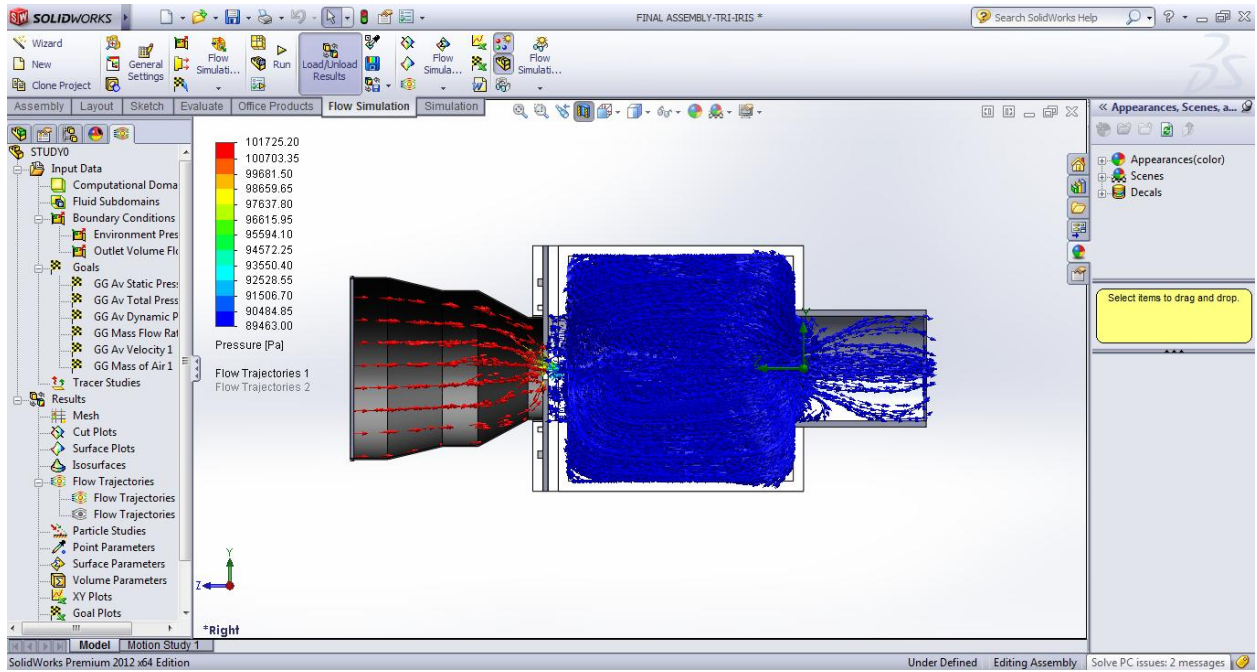 SOLIDWORKS
FINAL ASSEMBLY-TRI-IRIS *
Search SolidWorks Help
Wizard
New
Clone Project
General Settings
Flow Simulati...
Run
Load/Unload Results
Flow Simula...
Flow Simulati...
Assembly Layout Sketch Evaluate Office Products Flow Simulation Simulation
STUDY0
Input Data
Computational Doma
Fluid Subdomains
Boundary Conditions
Environment Pres
Outlet Volume Flo
Goals
GG Av Static Pres
GG Av Total Press
GG Av Dynamic P
GG Mass Flow Rat
GG Av Velocity 1
GG Mass of Air 1
Tracer Studies
Results
Mesh
Cut Plots
Surface Plots
Isosurfaces
Flow Trajectories
Flow Trajectories
Flow Trajectories
Particle Studies
Point Parameters
Surface Parameters
Volume Parameters
XY Plots
Goal Plots
101725.20
100703.35
99681.50
98659.65
97637.80
96615.95
95594.10
94572.25
93550.40
92528.55
91506.70
90484.85
89463.00
Pressure [Pa]
Flow Trajectories 1
Flow Trajectories 2
Y
Z
Y
Z
*Right
« Appearances, Scenes, a...
Appearances(color)
Scenes
Decals
Select items to drag and drop.
Model Motion Study 1
SolidWorks Premium 2012 x64 Edition
Under Defined
Editing Assembly
Solve PC issues: 2 messages